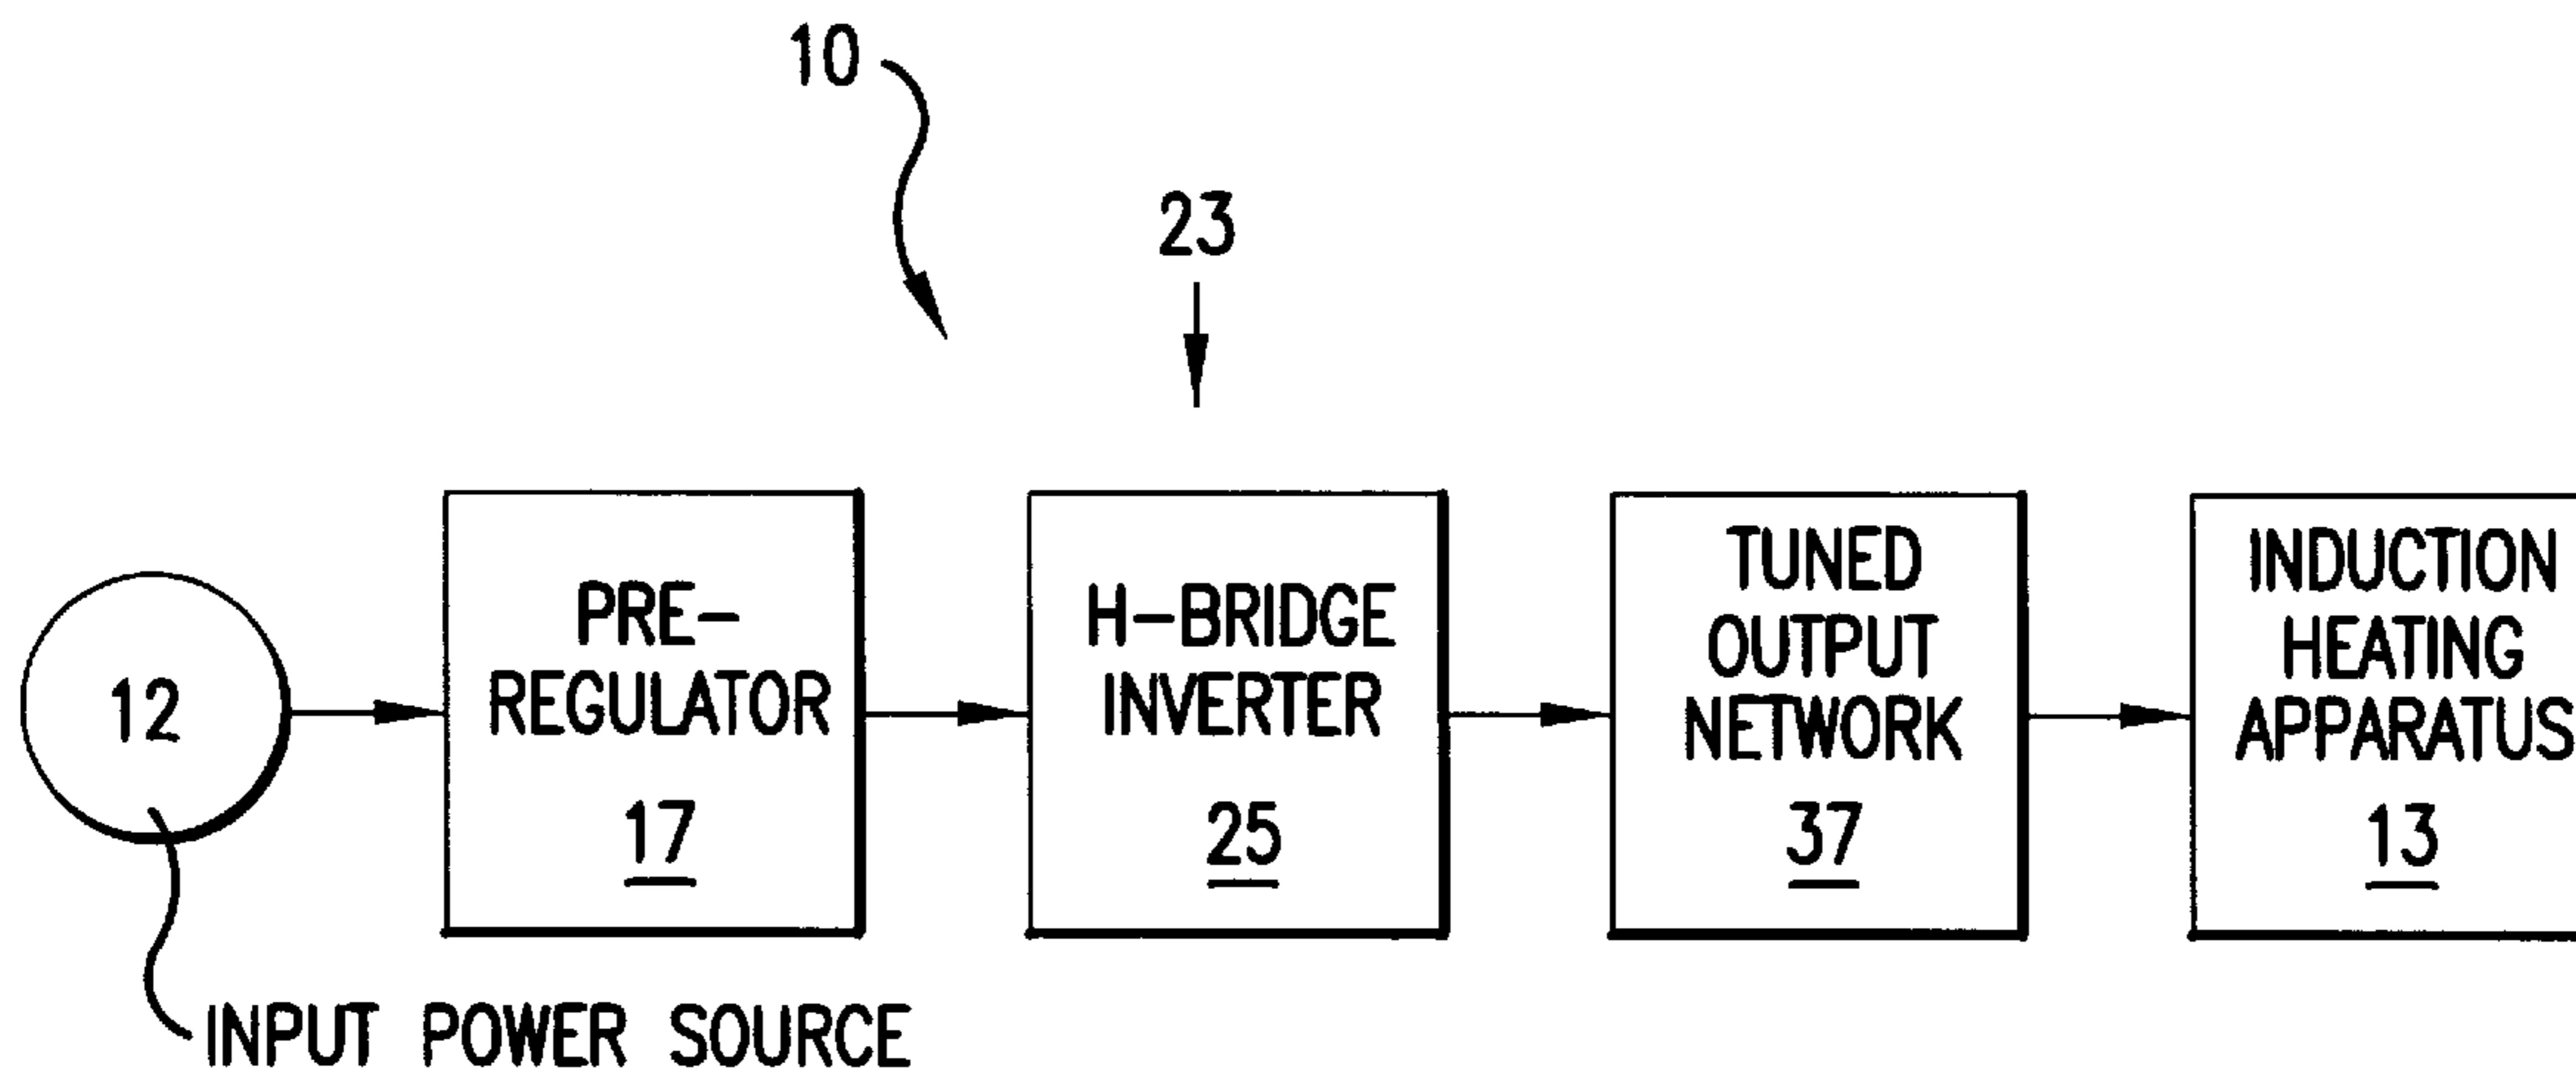 10
23
12
PRE-
REGULATOR
17
H-BRIDGE
INVERTER
25
TUNED
OUTPUT
NETWORK
37
INDUCTION
HEATING
APPARATUS
13
INPUT POWER SOURCE